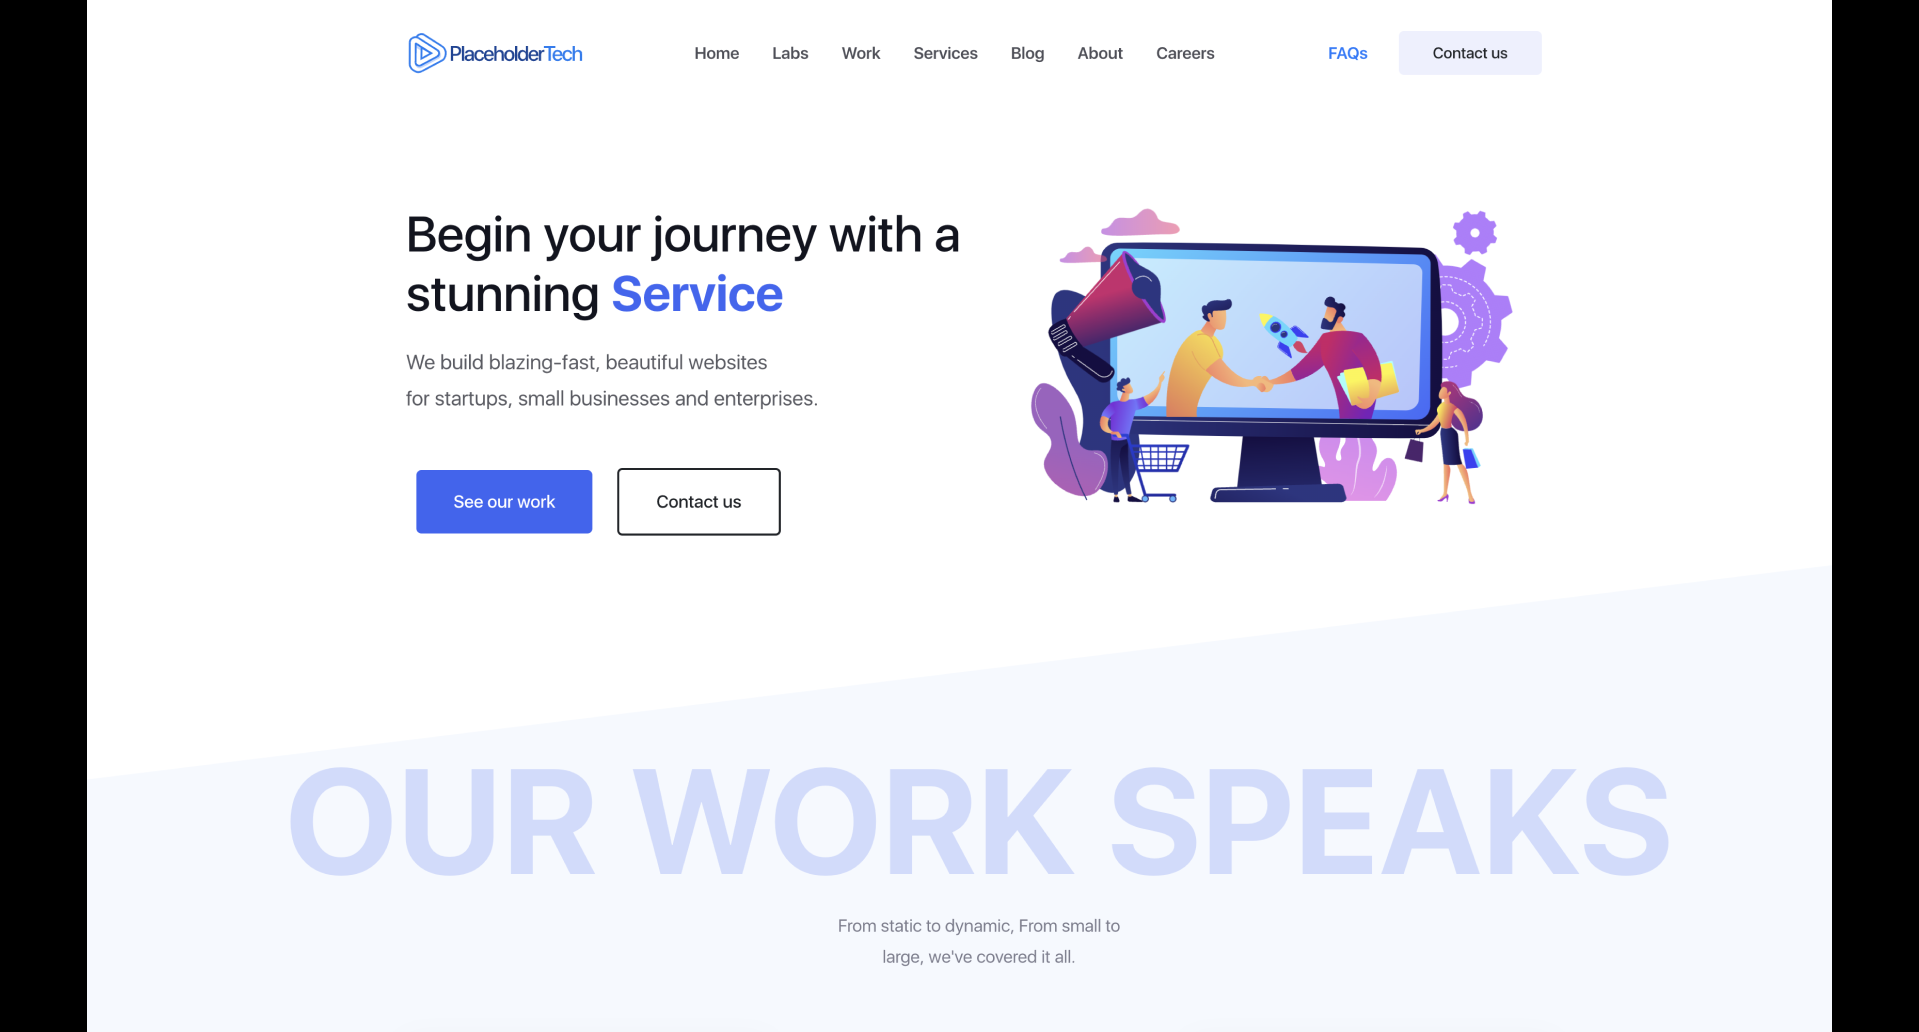 PlaceholderTech
Home Labs Work Services Blog About Careers FAQs Contact us
Begin your journey with a
stunning Service
We build blazing-fast, beautiful websites
for startups, small businesses and enterprises.
See our work Contact us
OUR WORK SPEAKS
From static to dynamic, From small to
large, we've covered it all.